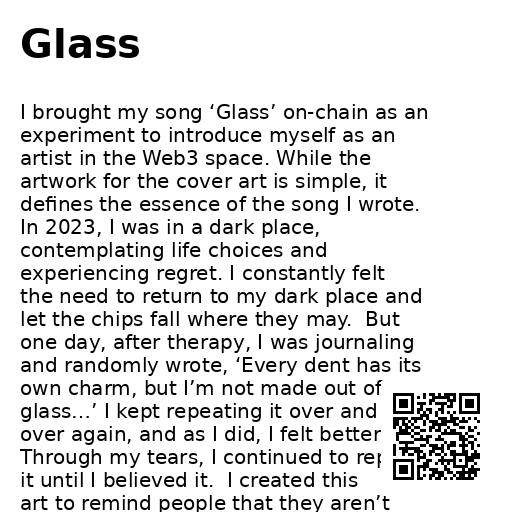 Glass
I brought my song ‘Glass’ on-chain as an
experiment to introduce myself as an
artist in the Web3 space. While the
artwork for the cover art is simple, it
defines the essence of the song I wrote.
In 2023, I was in a dark place,
contemplating life choices and
experiencing regret. I constantly felt
the need to return to my dark place and
let the chips fall where they may.  But
one day, after therapy, I was journaling
and randomly wrote, ‘Every dent has its
own charm, but I’m not made out of
glass…’ I kept repeating it over and
over again, and as I did, I felt better
Through my tears, I continued to
it until I believed it.  I created this
art to remind people that they aren’t